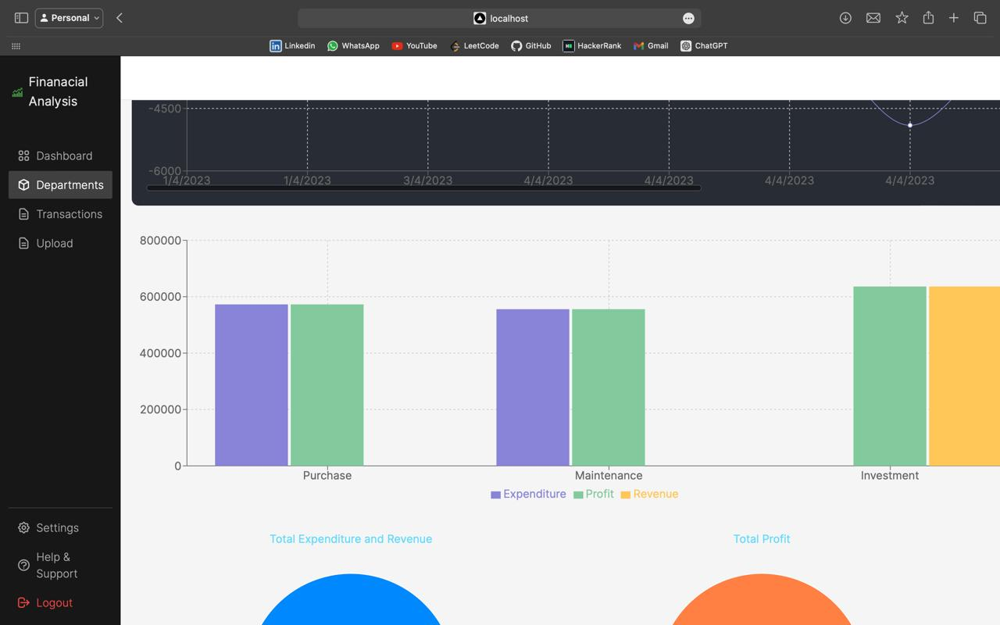 Personal
localhost
Linkedin WhatsApp YouTube LeetCode GitHub HackerRank Gmail ChatGPT
Finanacial
Analysis
Dashboard
Departments
Transactions
Upload
Settings
Help &
Support
Logout
-4500
-6000
1/4/2023 1/4/2023 3/4/2023 4/4/2023 4/4/2023 4/4/2023 4/4/2023
800000
600000
400000
200000
0
Purchase Maintenance Investment
Expenditure Profit Revenue
Total Expenditure and Revenue Total Profit